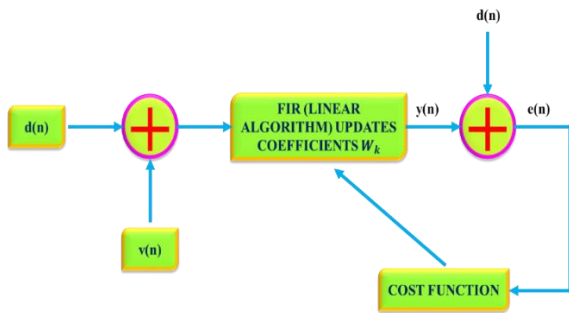 d(n)
d(n)
FIR (LINEAR
ALGORITHM) UPDATES
COEFFICIENTS W_k
y(n)
e(n)
v(n)
COST FUNCTION